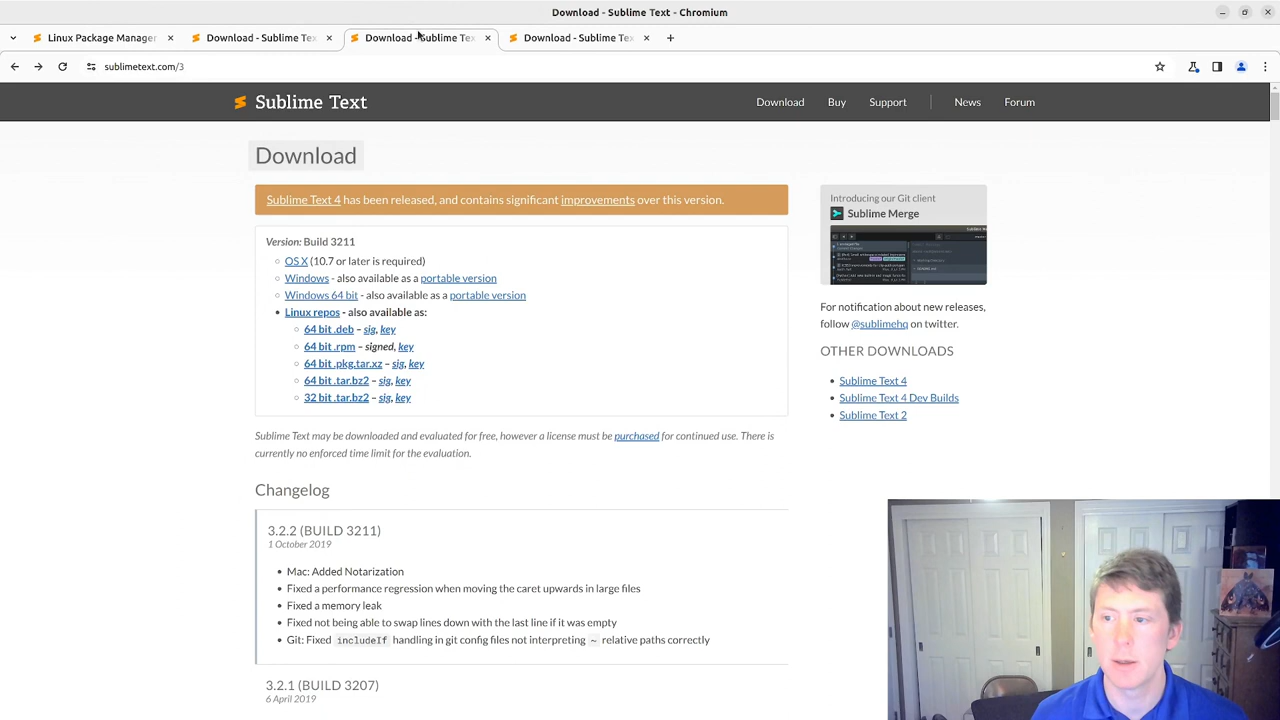 Download - Sublime Text - Chromium
Linux Package Manager
Download - Sublime Tex
Download - Sublime Tex
Download - Sublime Tex
sublimetext.com/3
Sublime Text
Download Buy Support News Forum
Download
Sublime Text 4 has been released, and contains significant improvements over this version.
Version: Build 3211
OS X (10.7 or later is required)
Windows - also available as a portable version
Windows 64 bit - also available as a portable version
Linux repos - also available as:
64 bit .deb – sig, key
64 bit .rpm – signed, key
64 bit .pkg.tar.xz – sig, key
64 bit .tar.bz2 – sig, key
32 bit .tar.bz2 – sig, key
Sublime Text may be downloaded and evaluated for free, however a license must be purchased for continued use. There is
currently no enforced time limit for the evaluation.
Changelog
3.2.2 (BUILD 3211)
1 October 2019
Mac: Added Notarization
Fixed a performance regression when moving the caret upwards in large files
Fixed a memory leak
Fixed not being able to swap lines down with the last line if it was empty
Git: Fixed includeIf handling in git config files not interpreting ~ relative paths correctly
3.2.1 (BUILD 3207)
6 April 2019
Introducing our Git client
Sublime Merge
For notification about new releases,
follow @sublimehq on twitter.
OTHER DOWNLOADS
Sublime Text 4
Sublime Text 4 Dev Builds
Sublime Text 2